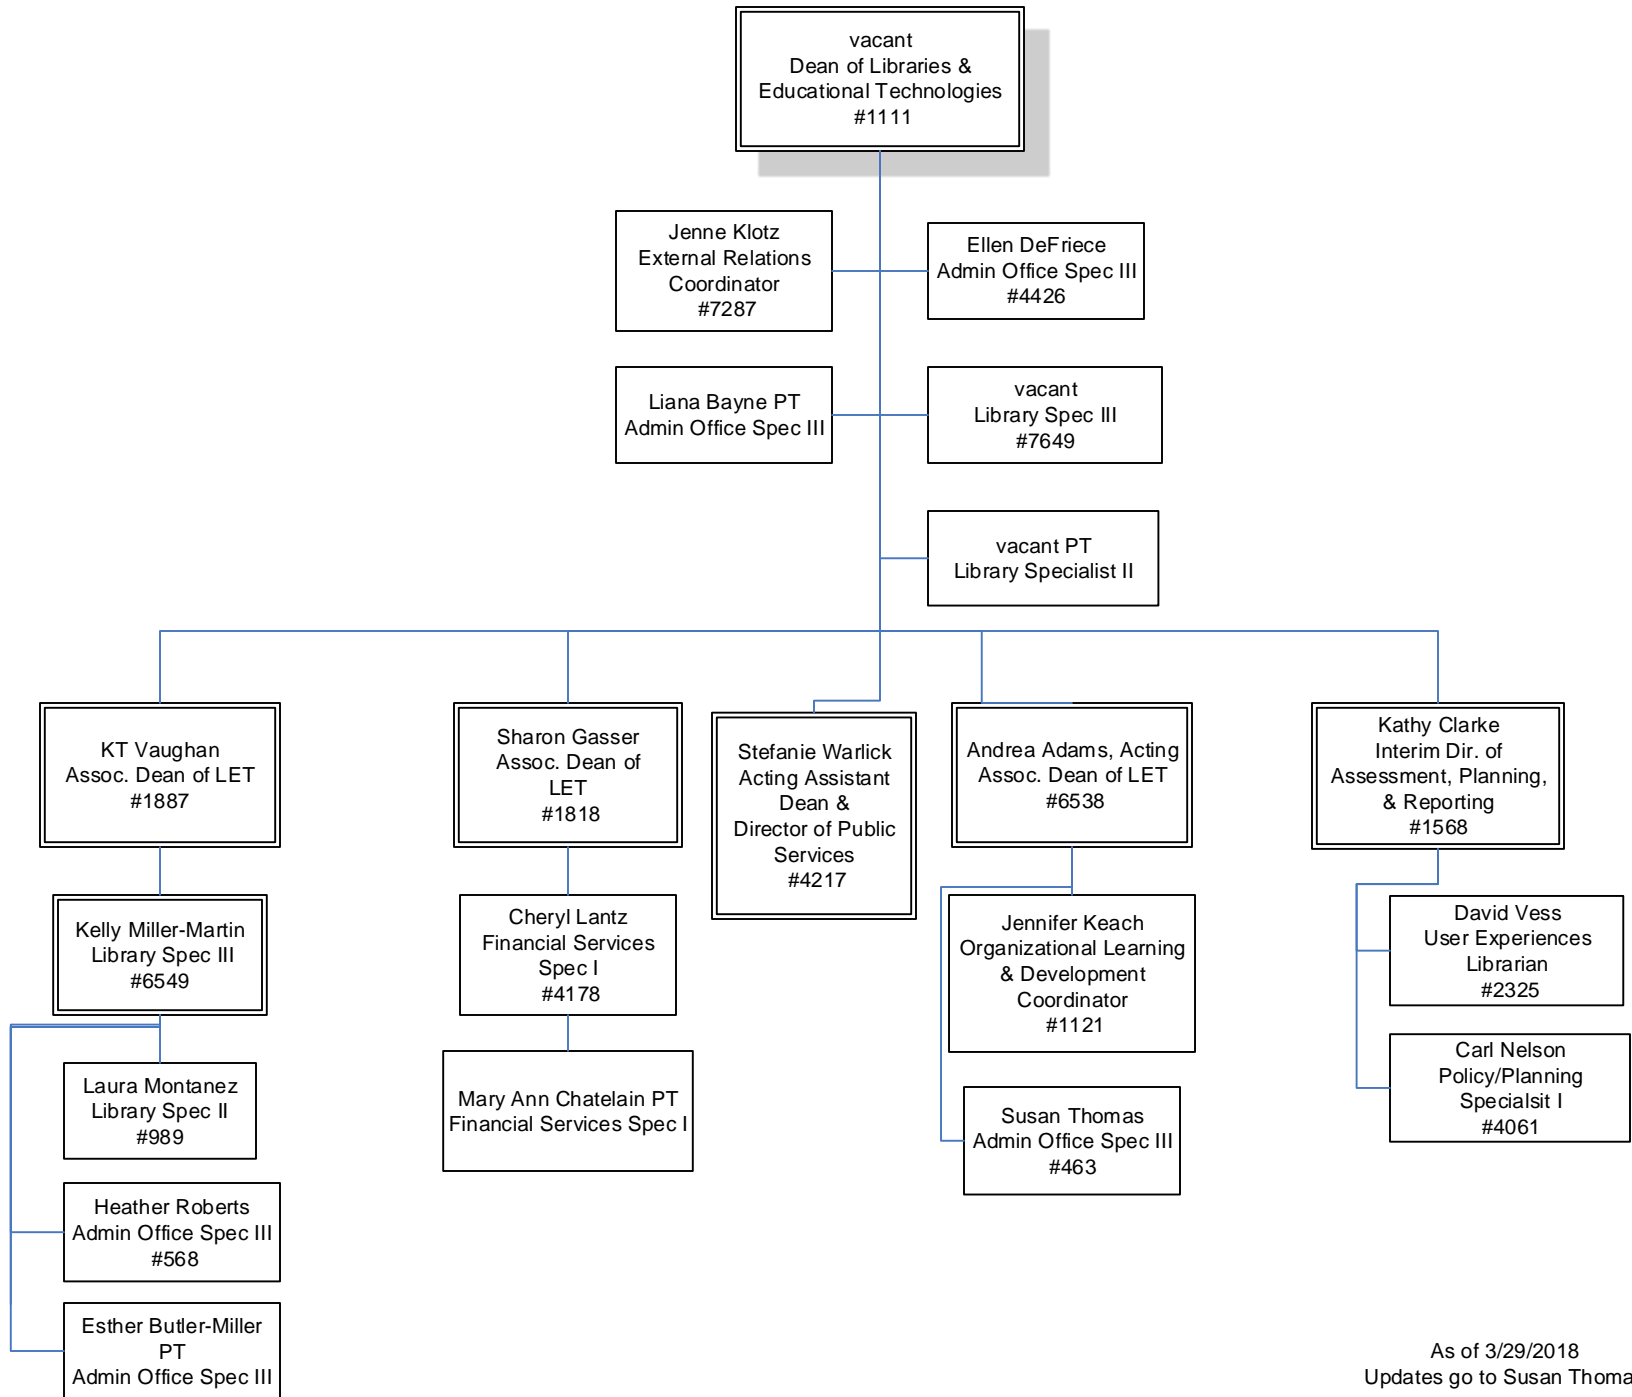 vacant
Dean of Libraries &
Educational Technologies
#1111
Jenne Klotz
External Relations
Coordinator
#7287
Ellen DeFriece
Admin Office Spec III
#4426
Liana Bayne PT
Admin Office Spec III
vacant
Library Spec III
#7649
vacant PT
Library Specialist II
KT Vaughan
Assoc. Dean of LET
#1887
Sharon Gasser
Assoc. Dean of
LET
#1818
Stefanie Warlick
Acting Assistant
Dean &
Director of Public
Services
#4217
Andrea Adams, Acting
Assoc. Dean of LET
#6538
Kathy Clarke
Interim Dir. of
Assessment, Planning,
& Reporting
#1568
Kelly Miller-Martin
Library Spec III
#6549
Cheryl Lantz
Financial Services
Spec I
#4178
Jennifer Keach
Organizational Learning
& Development
Coordinator
#1121
David Vess
User Experiences
Librarian
#2325
Laura Montanez
Library Spec II
#989
Mary Ann Chatelain PT
Financial Services Spec I
Susan Thomas
Admin Office Spec III
#463
Carl Nelson
Policy/Planning
Specialsit I
#4061
Heather Roberts
Admin Office Spec III
#568
Esther Butler-Miller
PT
Admin Office Spec III
As of 3/29/2018
Updates go to Susan Thoma